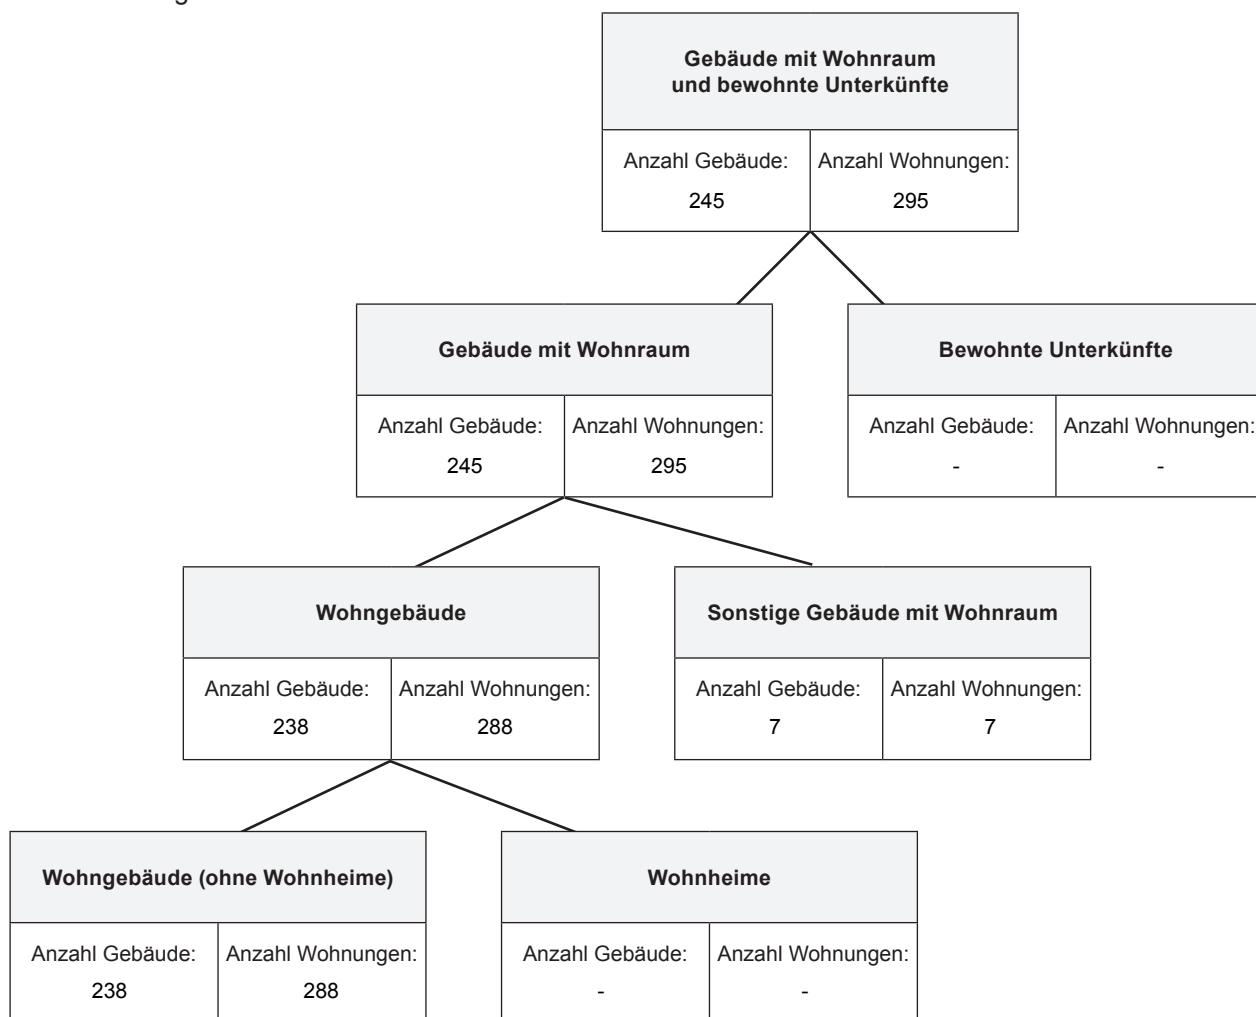 Gebäude mit Wohnraum
und bewohnte Unterkünfte
Anzahl Gebäude: Anzahl Wohnungen:
245 295
Gebäude mit Wohnraum Bewohnte Unterkünfte
Anzahl Gebäude: Anzahl Wohnungen: Anzahl Gebäude: Anzahl Wohnungen:
245 295 - -
Wohngebäude Sonstige Gebäude mit Wohnraum
Anzahl Gebäude: Anzahl Wohnungen: Anzahl Gebäude: Anzahl Wohnungen:
238 288 7 7
Wohngebäude (ohne Wohnheime) Wohnheime
Anzahl Gebäude: Anzahl Wohnungen: Anzahl Gebäude: Anzahl Wohnungen:
238 288 - -